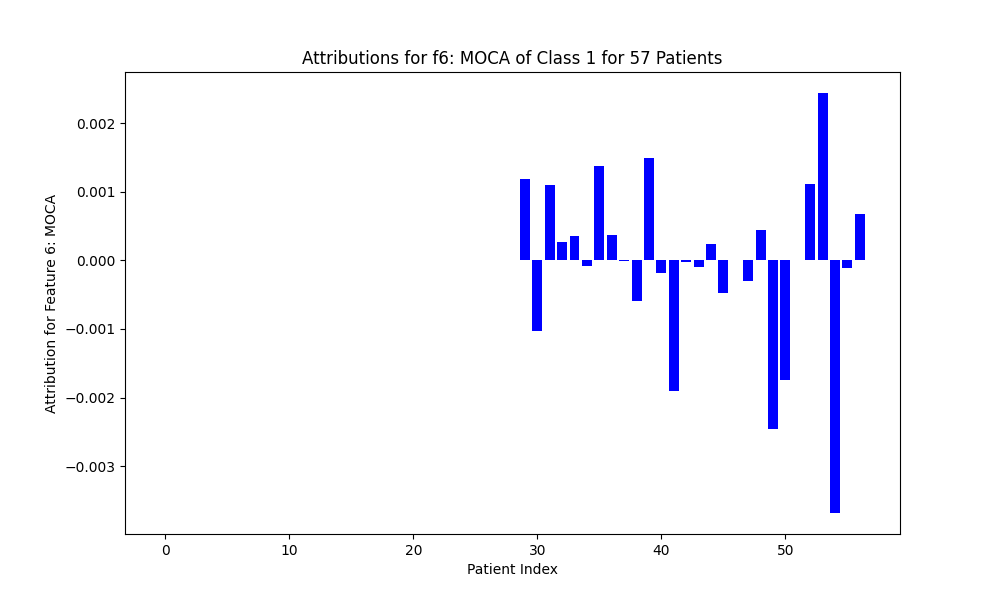 Attributions for f6: MOCA of Class 1 for 57 Patients
Attribution for Feature 6: MOCA
0.002
0.001
0.000
−0.001
−0.002
−0.003
0 10 20 30 40 50
Patient Index